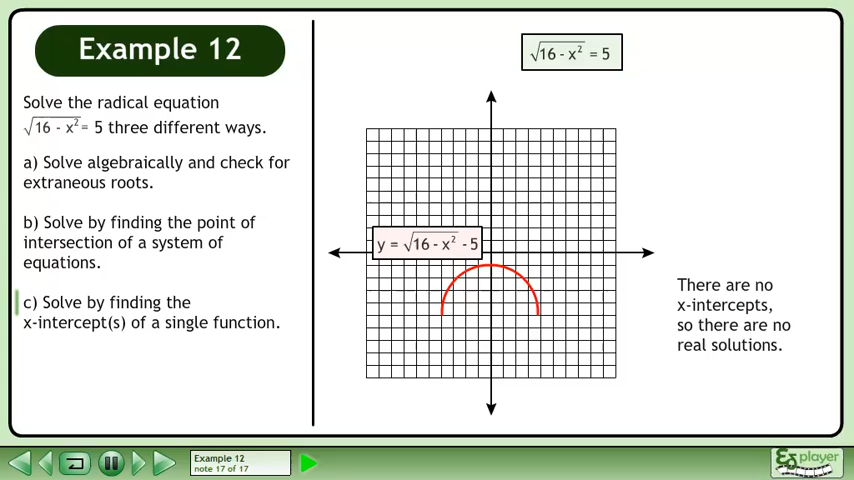 Example 12
Solve the radical equation
√16 - x² = 5 three different ways.
a) Solve algebraically and check for
extraneous roots.
b) Solve by finding the point of
intersection of a system of
equations.
c) Solve by finding the
x-intercept(s) of a single function.
√16 - x² = 5
y = √16 - x² - 5
There are no
x-intercepts,
so there are no
real solutions.
Example 12
note 17 of 17
player